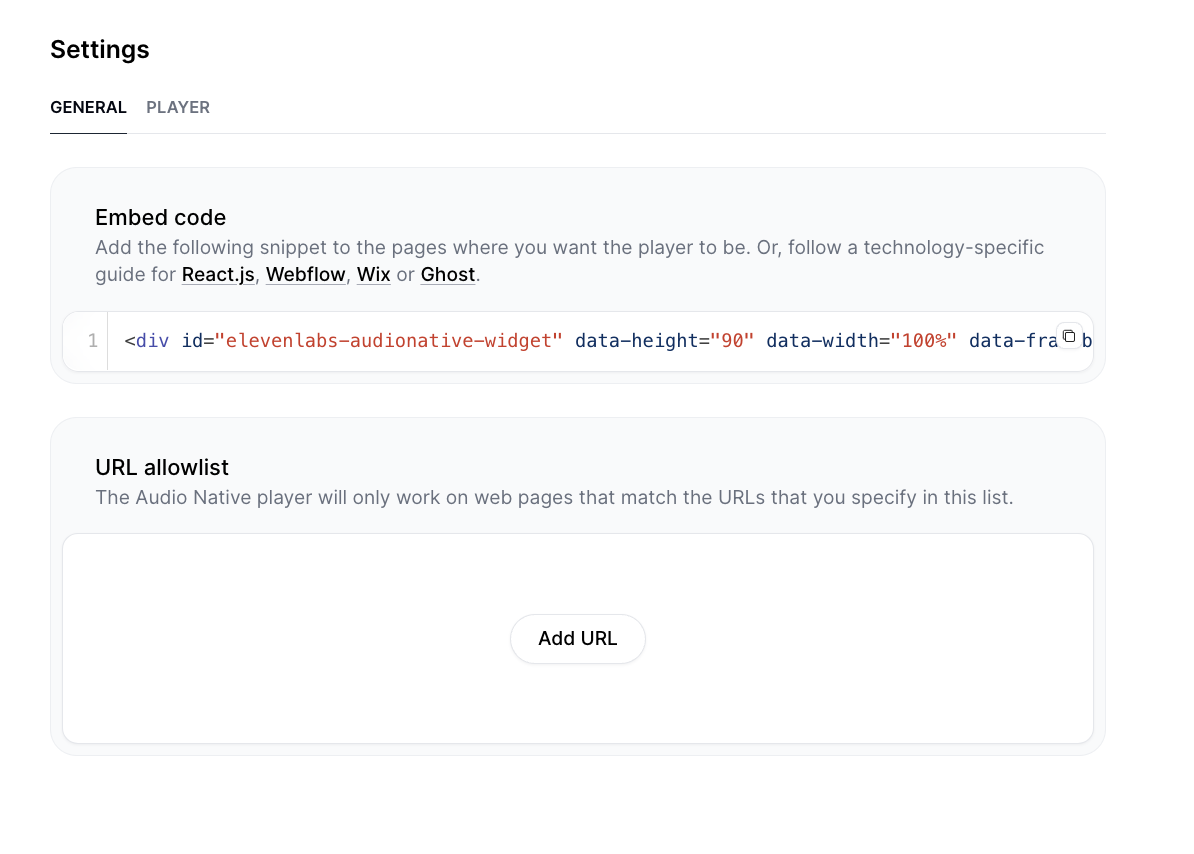 Settings
GENERAL PLAYER
Embed code
Add the following snippet to the pages where you want the player to be. Or, follow a technology-specific
guide for React.js, Webflow, Wix or Ghost.
1 <div id="elevenlabs-audionative-widget" data-height="90" data-width="100%"
URL allowlist
The Audio Native player will only work on web pages that match the URLs that you specify in this list.
Add URL